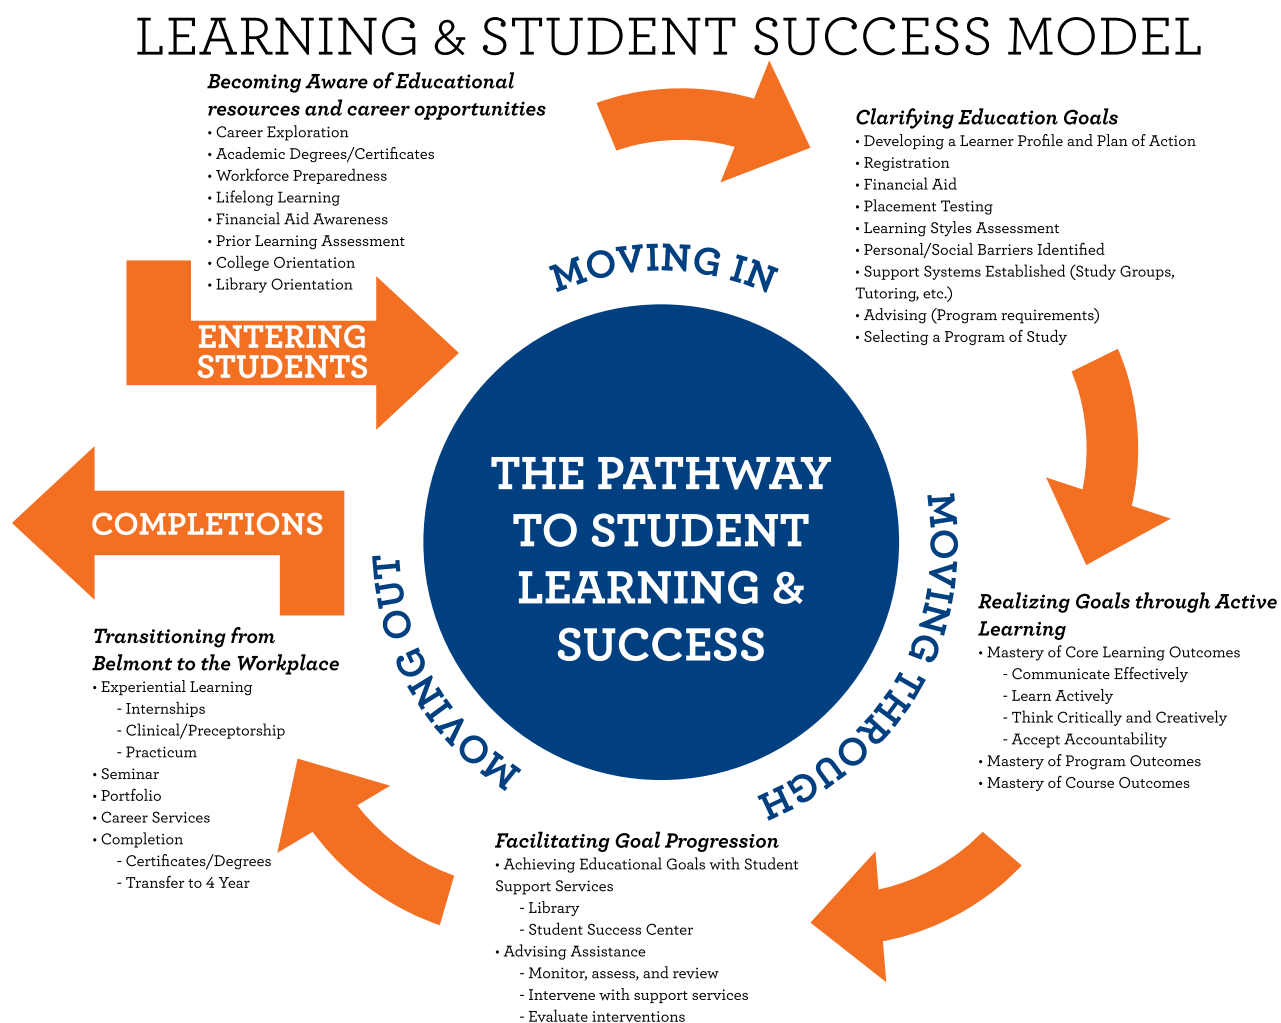 LEARNING & STUDENT SUCCESS MODEL
Becoming Aware of Educational
resources and career opportunities
• Career Exploration
• Academic Degrees/Certificates
• Workforce Preparedness
• Lifelong Learning
• Financial Aid Awareness
• Prior Learning Assessment
• College Orientation
• Library Orientation
ENTERING
STUDENTS
MOVING IN
Clarifying Education Goals
• Developing a Learner Profile and Plan of Action
• Registration
• Financial Aid
• Placement Testing
• Learning Styles Assessment
• Personal/Social Barriers Identified
• Support Systems Established (Study Groups,
Tutoring, etc.)
• Advising (Program requirements)
• Selecting a Program of Study
THE PATHWAY
TO STUDENT
LEARNING &
SUCCESS
MOVING THROUGH
Realizing Goals through Active
Learning
• Mastery of Core Learning Outcomes
- Communicate Effectively
- Learn Actively
- Think Critically and Creatively
- Accept Accountability
• Mastery of Program Outcomes
• Mastery of Course Outcomes
Facilitating Goal Progression
• Achieving Educational Goals with Student
Support Services
- Library
- Student Success Center
• Advising Assistance
- Monitor, assess, and review
- Intervene with support services
- Evaluate interventions
MOVING OUT
Transitioning from
Belmont to the Workplace
• Experiential Learning
- Internships
- Clinical/Preceptorship
- Practicum
• Seminar
• Portfolio
• Career Services
• Completion
- Certificates/Degrees
- Transfer to 4 Year
COMPLETIONS